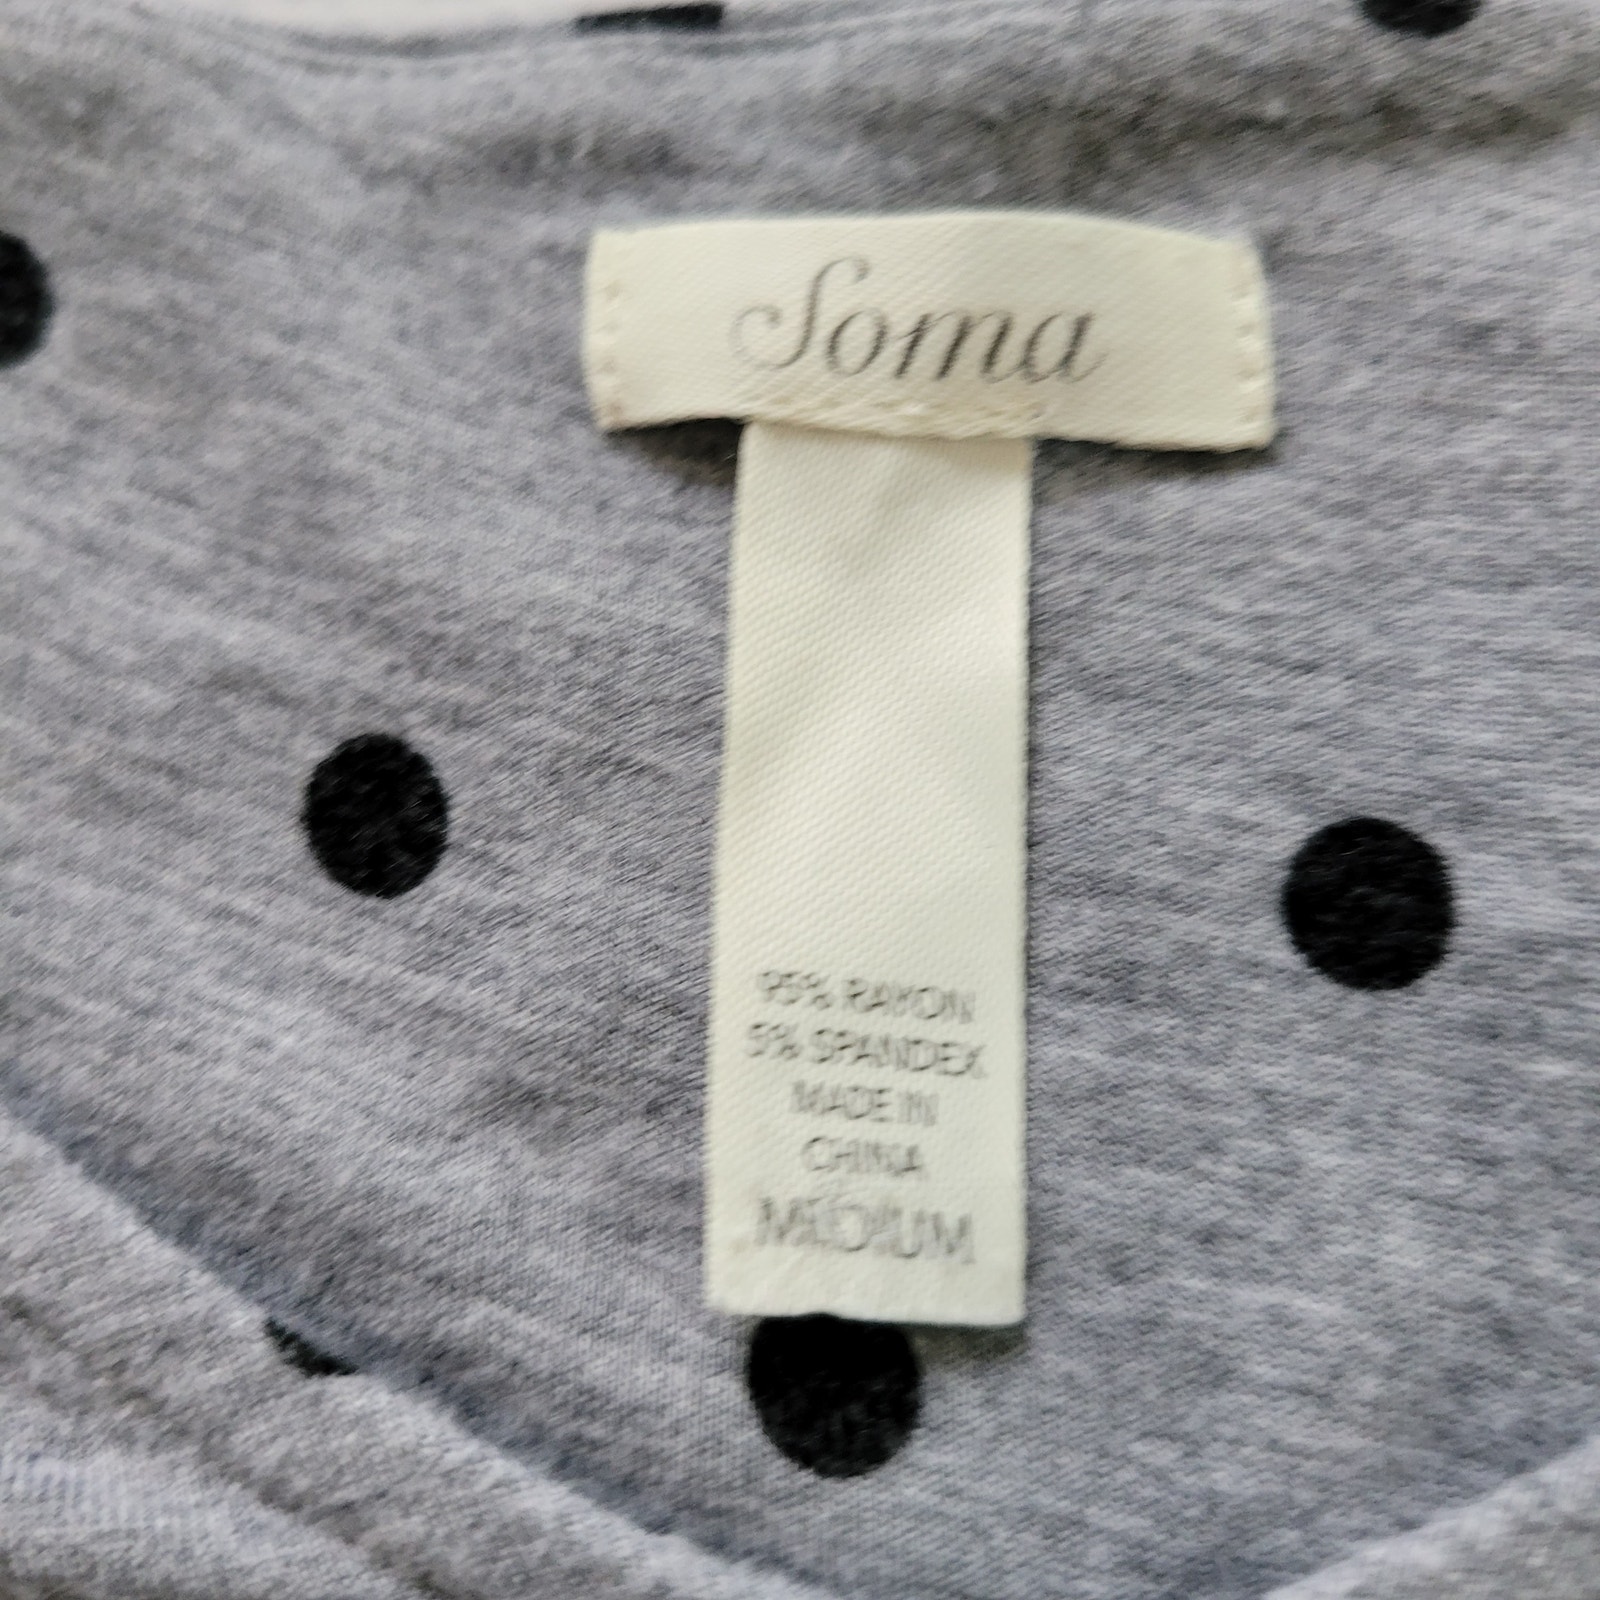 Soma
95% RAYON
5% SPANDEX
MADE IN
CHINA
MEDIUM